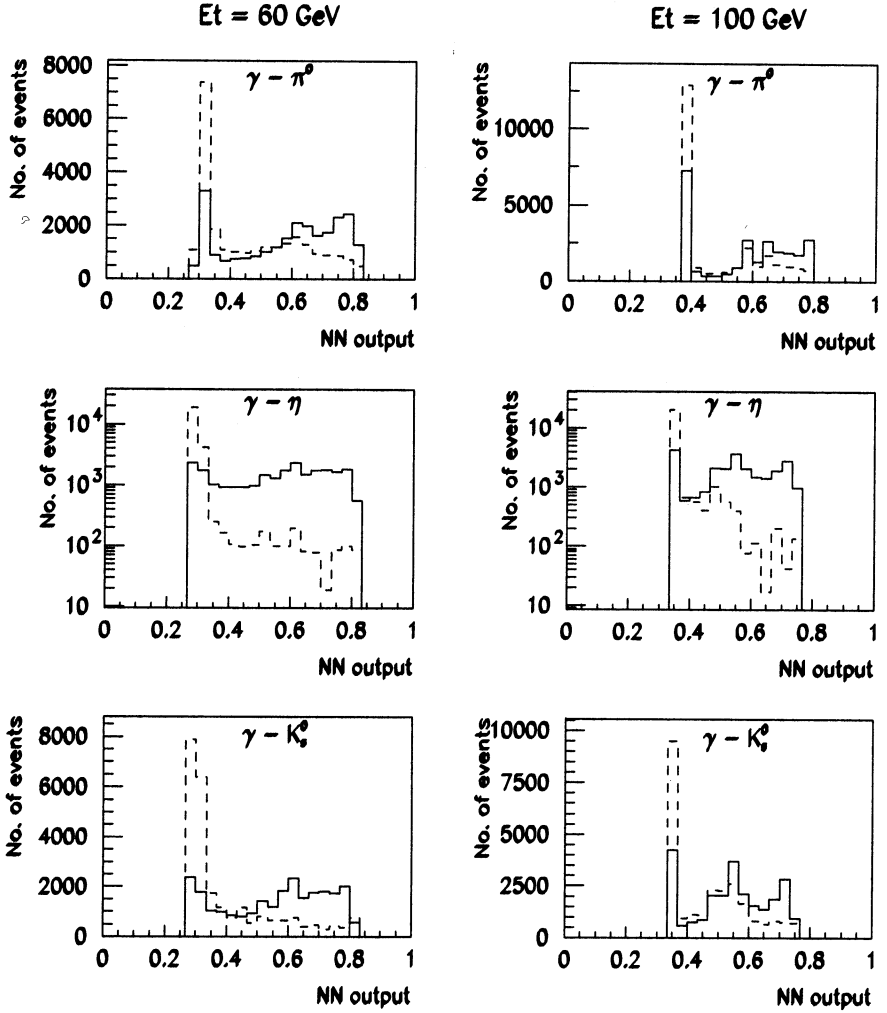 Et = 60 GeV
Et = 100 GeV
γ − π⁰
No. of events
8000
6000
4000
2000
0
0 0.2 0.4 0.6 0.8 1
NN output
γ − π⁰
No. of events
10000
5000
0
0 0.2 0.4 0.6 0.8 1
NN output
γ − η
No. of events
10⁴
10³
10²
10
0 0.2 0.4 0.6 0.8 1
NN output
γ − η
No. of events
10⁴
10³
10²
10
0 0.2 0.4 0.6 0.8 1
NN output
γ − Kₛ⁰
No. of events
8000
6000
4000
2000
0
0 0.2 0.4 0.6 0.8 1
NN output
γ − Kₛ⁰
No. of events
10000
7500
5000
2500
0
0 0.2 0.4 0.6 0.8 1
NN output